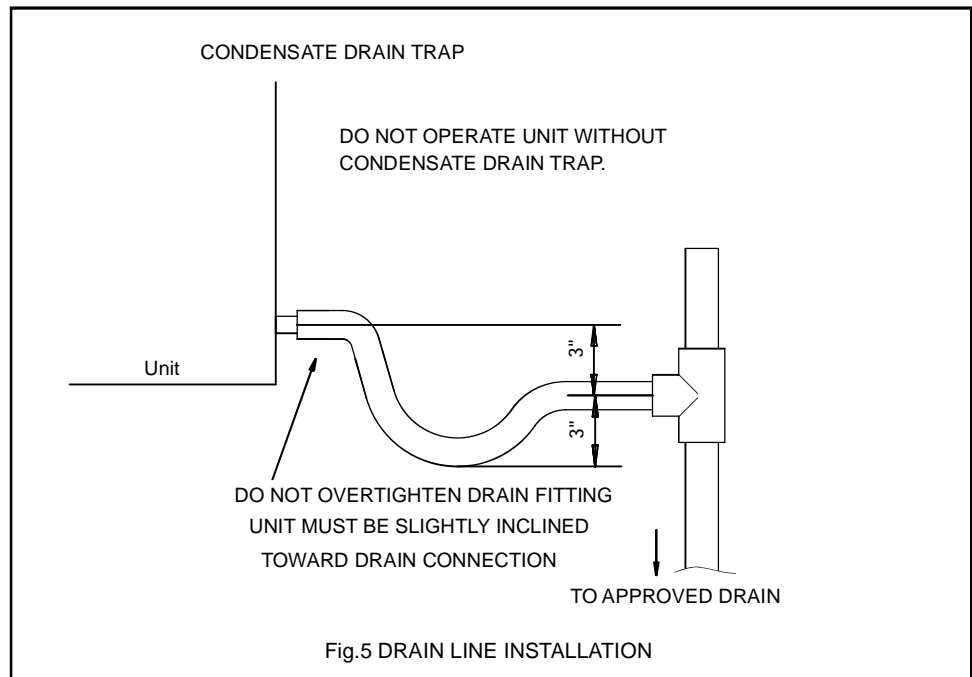 CONDENSATE DRAIN TRAP
DO NOT OPERATE UNIT WITHOUT
CONDENSATE DRAIN TRAP.
3"
Unit
3"
DO NOT OVERTIGHTEN DRAIN FITTING
UNIT MUST BE SLIGHTLY INCLINED
TOWARD DRAIN CONNECTION
TO APPROVED DRAIN
Fig.5 DRAIN LINE INSTALLATION